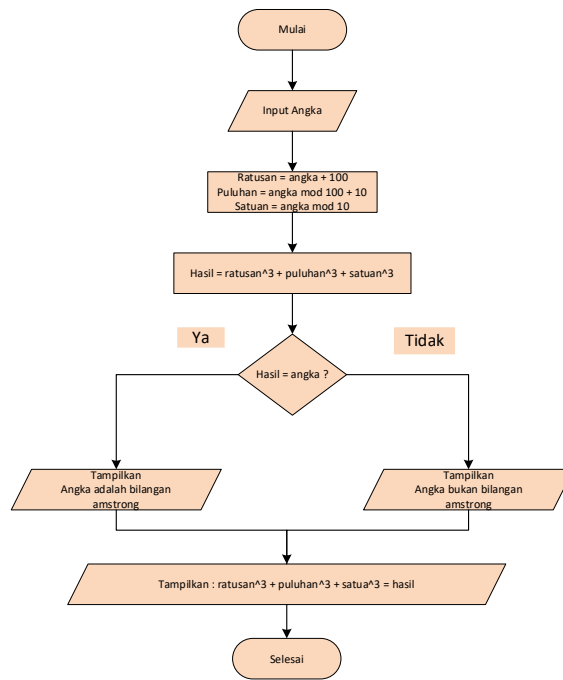 Mulai
Input Angka
Ratusan = angka + 100
Puluhan = angka mod 100 + 10
Satuan = angka mod 10
Hasil = ratusan^3 + puluhan^3 + satuan^3
Ya
Tidak
Hasil = angka ?
Tampilkan
Angka adalah bilangan
amstrong
Tampilkan
Angka bukan bilangan
amstrong
Tampilkan : ratusan^3 + puluhan^3 + satua^3 = hasil
Selesai